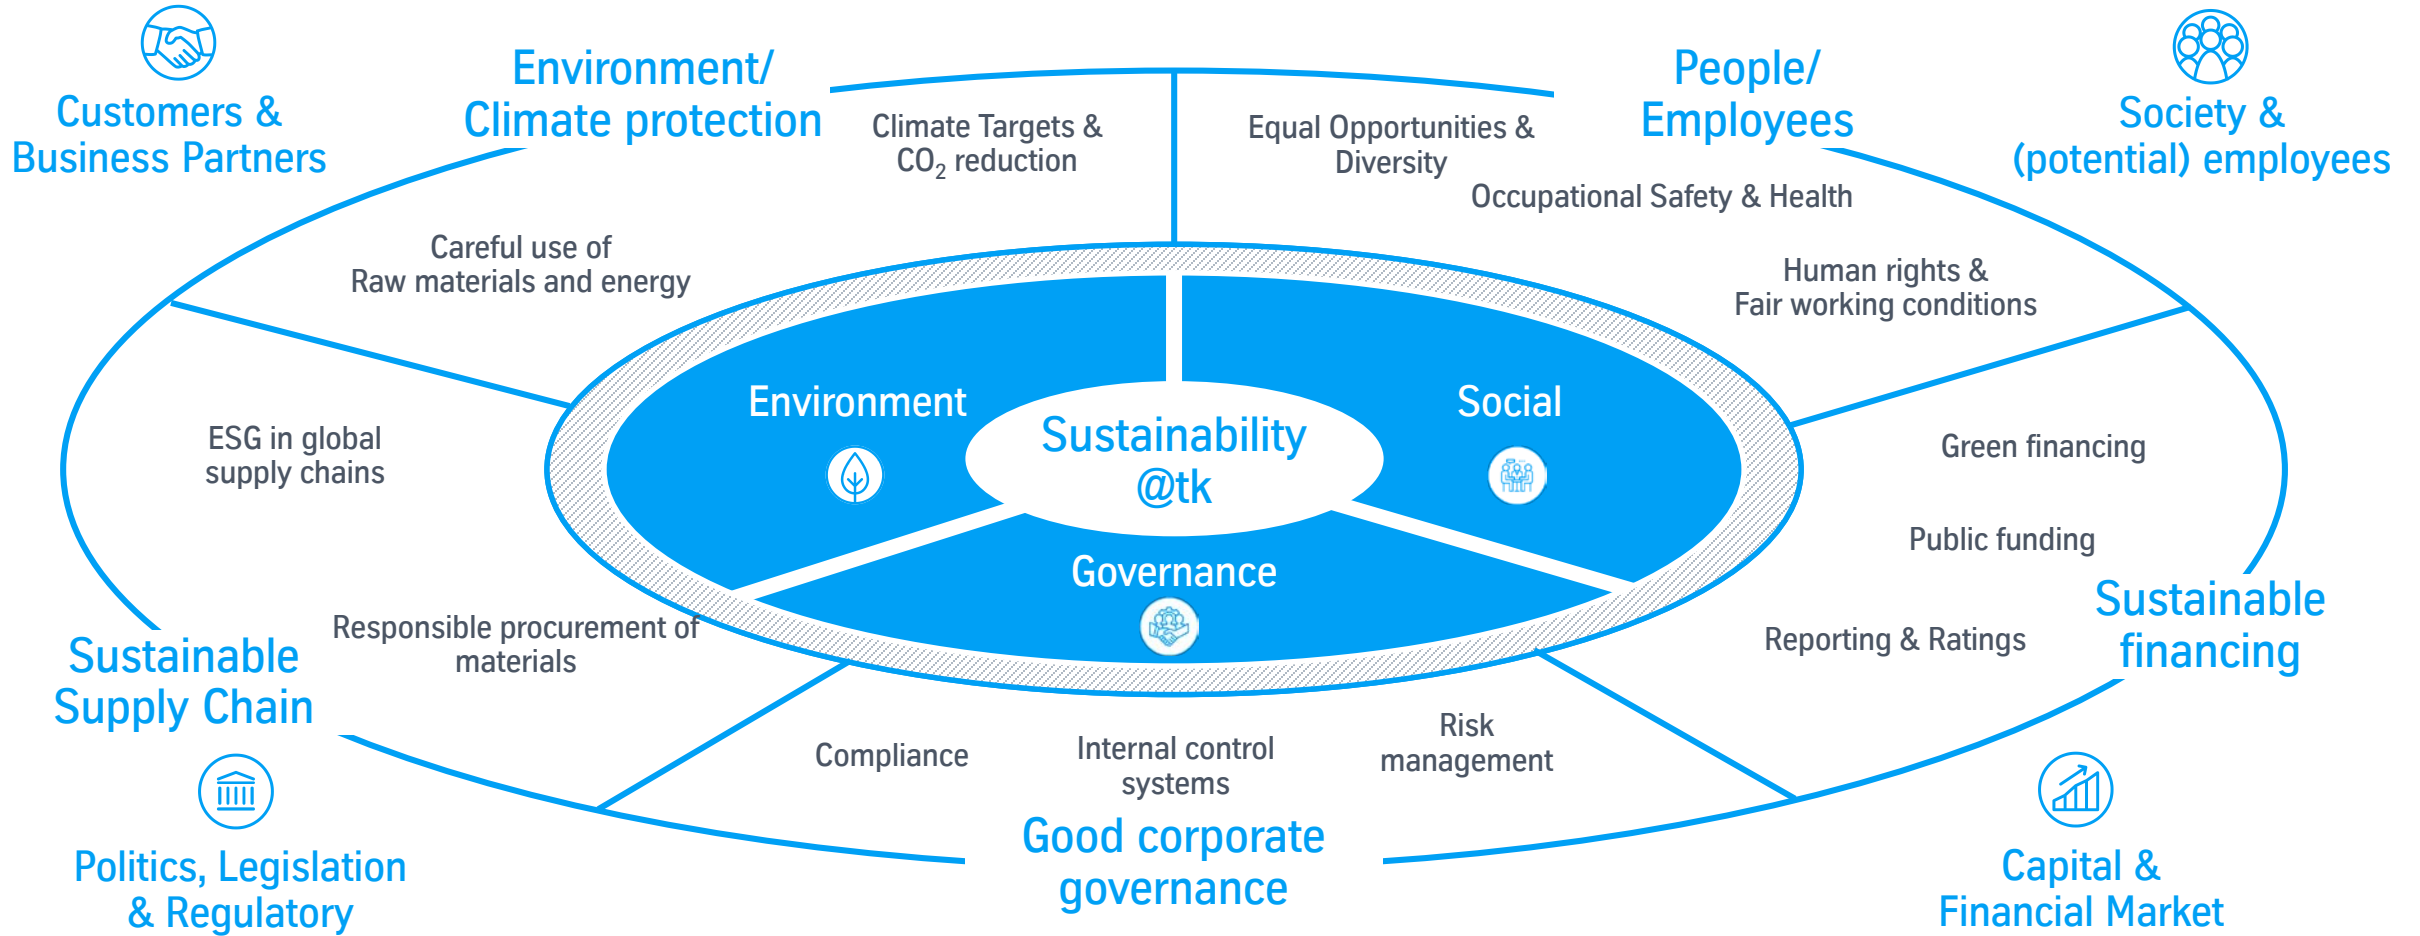 Customers &
Business Partners
Environment/
Climate protection
People/
Employees
Society &
(potential) employees
Climate Targets &
CO₂ reduction
Equal Opportunities &
Diversity
Occupational Safety & Health
Careful use of
Raw materials and energy
Human rights &
Fair working conditions
Environment
Social
Sustainability
@tk
Governance
ESG in global
supply chains
Green financing
Public funding
Reporting & Ratings
Sustainable
financing
Responsible procurement of
materials
Sustainable
Supply Chain
Compliance
Internal control
systems
Risk
management
Good corporate
governance
Politics, Legislation
& Regulatory
Capital &
Financial Market